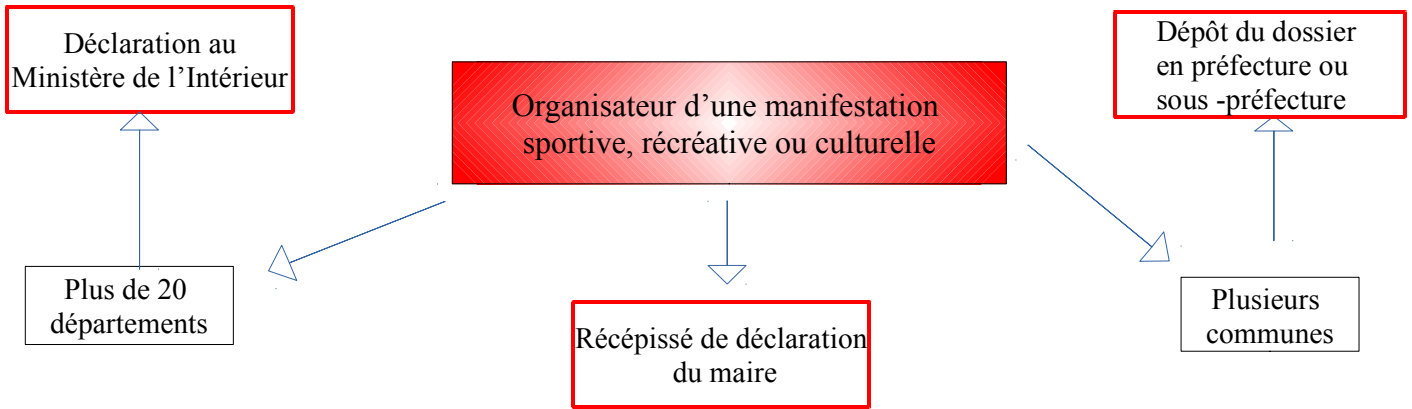 Déclaration au
Ministère de l’Intérieur
Organisateur d’une manifestation
sportive, récréative ou culturelle
Dépôt du dossier
en préfecture ou
sous -préfecture
Plus de 20
départements
Récépissé de déclaration
du maire
Plusieurs
communes